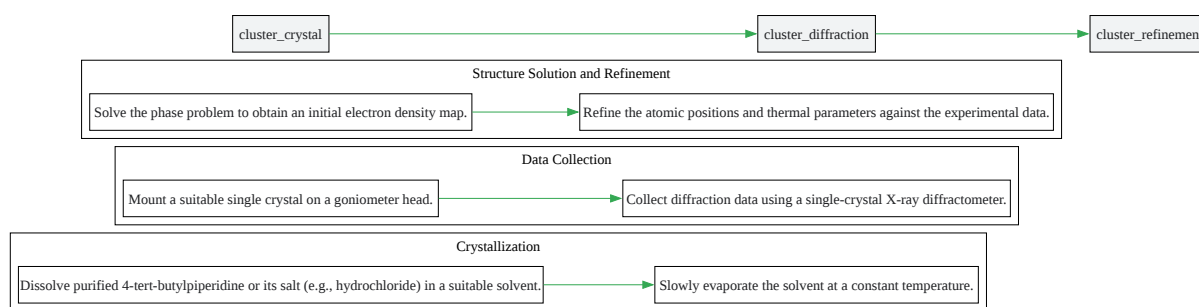 cluster_crystal
cluster_diffraction
cluster_refinemen
Structure Solution and Refinement
Solve the phase problem to obtain an initial electron density map.
Refine the atomic positions and thermal parameters against the experimental data.
Data Collection
Mount a suitable single crystal on a goniometer head.
Collect diffraction data using a single-crystal X-ray diffractometer.
Crystallization
Dissolve purified 4-tert-butylpiperidine or its salt (e.g., hydrochloride) in a suitable solvent.
Slowly evaporate the solvent at a constant temperature.